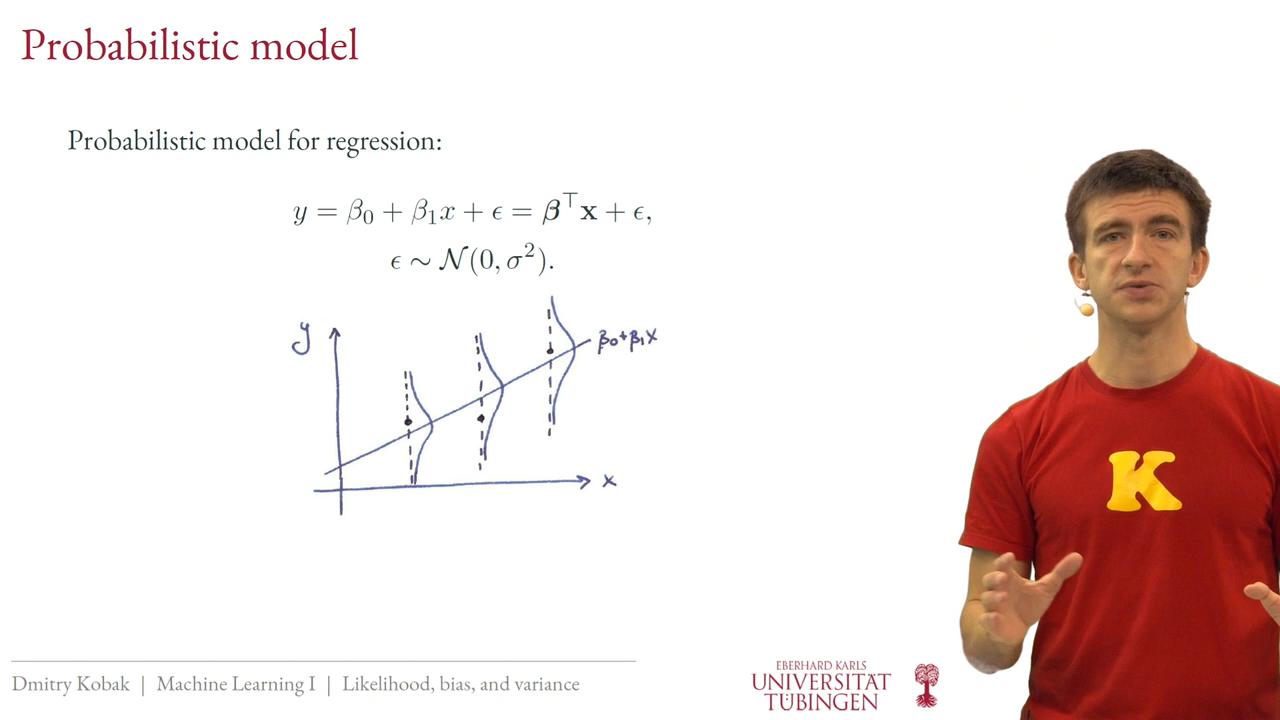 Probabilistic model
Probabilistic model for regression:
y = β₀ + β₁x + ϵ = β⊤x + ϵ,
ϵ ∼ 𝒩(0, σ²).
y
β₀+β₁x
x
K
Dmitry Kobak | Machine Learning I | Likelihood, bias, and variance
EBERHARD KARLS
UNIVERSITÄT
TÜBINGEN